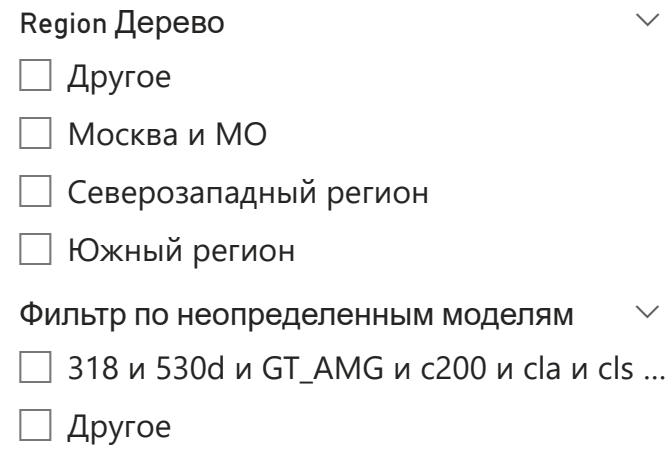 Region Дерево
Другое
Москва и МО
Северозападный регион
Южный регион
Фильтр по неопределенным моделям
318 и 530d и GT_AMG и c200 и cla и cls ...
Другое